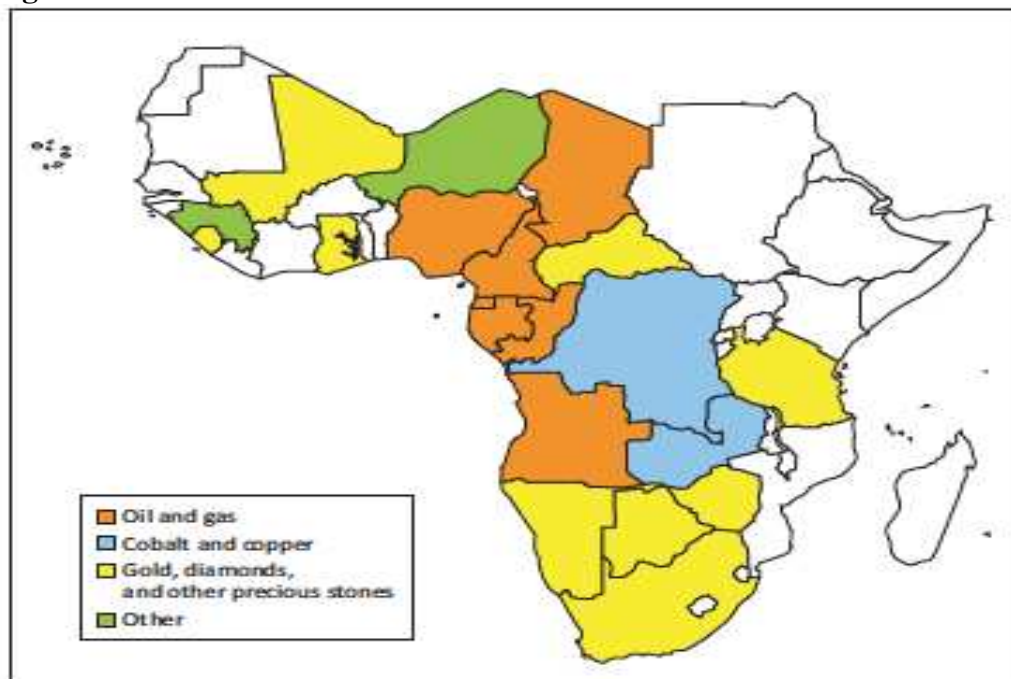 Oil and gas
Cobalt and copper
Gold, diamonds,
and other precious stones
Other